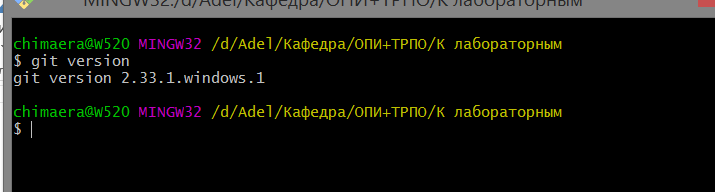 MINGW32:/d/Adel/Кафедра/ОПИ+ТРПО/К лабораторным
chimaera@W520 MINGW32 /d/Adel/Кафедра/ОПИ+ТРПО/К лабораторным
$ git version
git version 2.33.1.windows.1
chimaera@W520 MINGW32 /d/Adel/Кафедра/ОПИ+ТРПО/К лабораторным
$